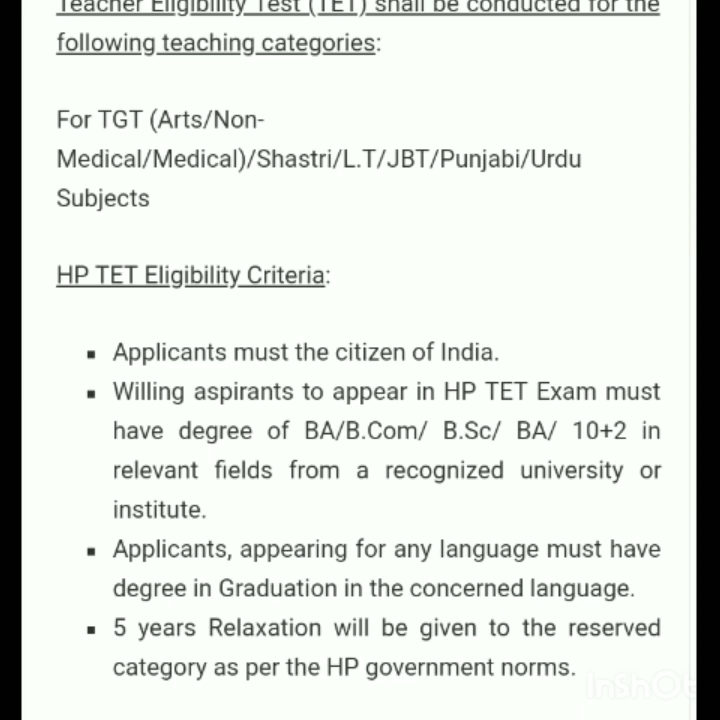 Teacher Eligibility Test (TET) shall be conducted for the
following teaching categories:
For TGT (Arts/Non-
Medical/Medical)/Shastri/L.T/JBT/Punjabi/Urdu
Subjects
HP TET Eligibility Criteria:
▪ Applicants must the citizen of India.
▪ Willing aspirants to appear in HP TET Exam must
have degree of BA/B.Com/ B.Sc/ BA/ 10+2 in
relevant fields from a recognized university or
institute.
▪ Applicants, appearing for any language must have
degree in Graduation in the concerned language.
▪ 5 years Relaxation will be given to the reserved
category as per the HP government norms.
InShOt